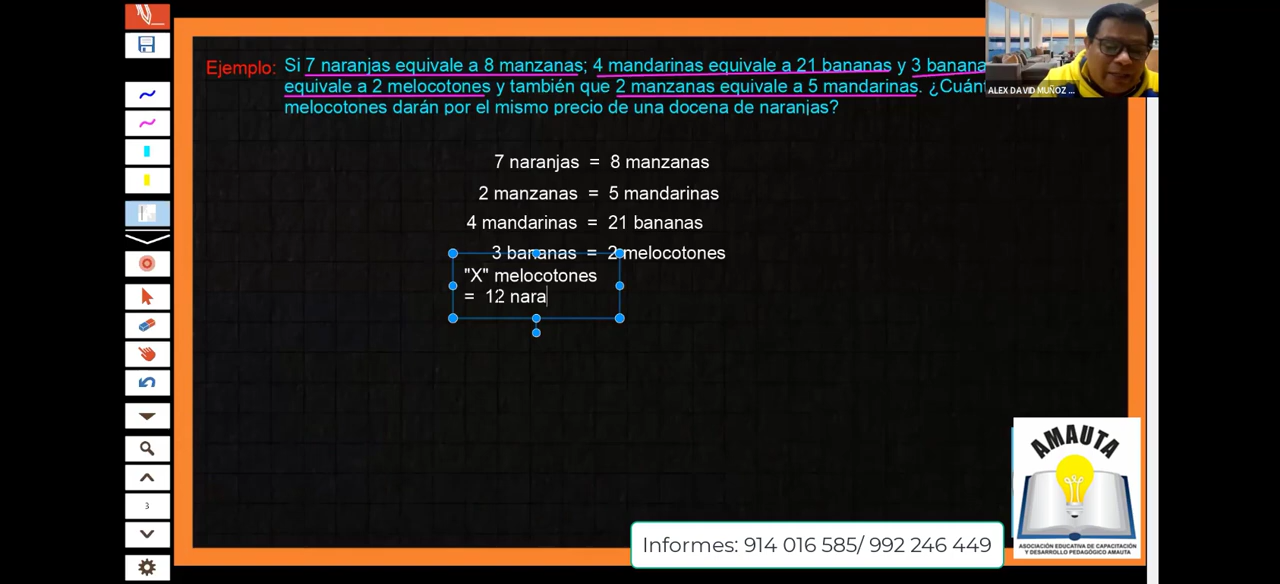 Ejemplo: Si 7 naranjas equivale a 8 manzanas; 4 mandarinas equivale a 21 bananas y 3 banana
equivale a 2 melocotones y también que 2 manzanas equivale a 5 mandarinas. ¿Cuánt
melocotones darán por el mismo precio de una docena de naranjas?
ALEX DAVID MUÑOZ ...
7 naranjas = 8 manzanas
2 manzanas = 5 mandarinas
4 mandarinas = 21 bananas
3 bananas = 2 melocotones
"X" melocotones
= 12 nara
3
AMAUTA
ASOCIACIÓN EDUCATIVA DE CAPACITACIÓN
Y DESARROLLO PEDAGÓGICO AMAUTA
Informes: 914 016 585/ 992 246 449